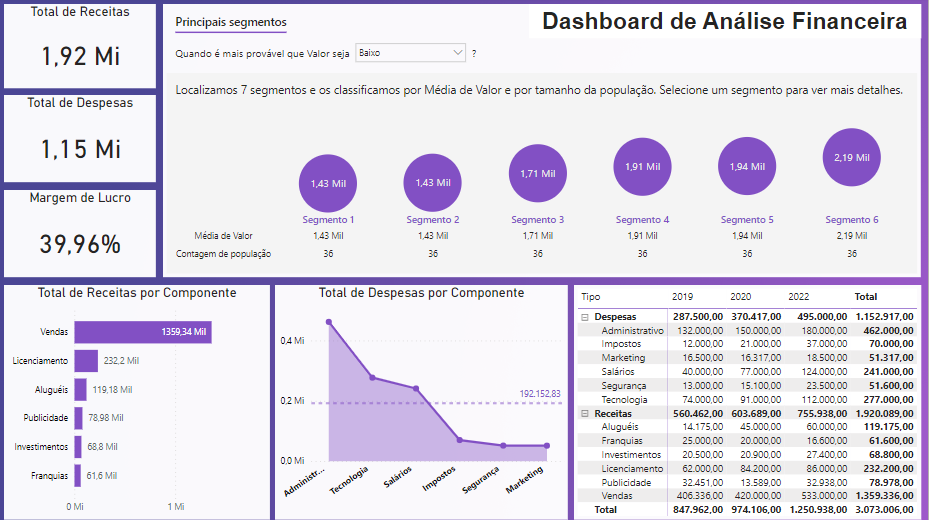 Dashboard de Análise Financeira
Total de Receitas
1,92 Mi
Total de Despesas
1,15 Mi
Margem de Lucro
39,96%
Principais segmentos
Quando é mais provável que Valor seja Baixo ?
Localizamos 7 segmentos e os classificamos por Média de Valor e por tamanho da população. Selecione um segmento para ver mais detalhes.
1,43 Mil 1,43 Mil 1,71 Mil 1,91 Mil 1,94 Mil 2,19 Mil
Segmento 1 Segmento 2 Segmento 3 Segmento 4 Segmento 5 Segmento 6
Média de Valor 1,43 Mil 1,43 Mil 1,71 Mil 1,91 Mil 1,94 Mil 2,19 Mil
Contagem de população 36 36 36 36 36 36
Total de Receitas por Componente
Vendas 1359,34 Mil
Licenciamento 232,2 Mil
Aluguéis 119,18 Mil
Publicidade 78,98 Mil
Investimentos 68,8 Mil
Franquias 61,6 Mil
0 Mi 1 Mi
Total de Despesas por Componente
0,4 Mi
192.152,83
0,2 Mi
0,0 Mi
Administr... Tecnologia Salários Impostos Segurança Marketing
Tipo 2019 2020 2022 Total
Despesas 287.500,00 370.417,00 495.000,00 1.152.917,00
Administrativo 132.000,00 150.000,00 180.000,00 462.000,00
Impostos 12.000,00 21.000,00 37.000,00 70.000,00
Marketing 16.500,00 16.317,00 18.500,00 51.317,00
Salários 40.000,00 77.000,00 124.000,00 241.000,00
Segurança 13.000,00 15.100,00 23.500,00 51.600,00
Tecnologia 74.000,00 91.000,00 112.000,00 277.000,00
Receitas 560.462,00 603.689,00 755.938,00 1.920.089,00
Aluguéis 14.175,00 45.000,00 60.000,00 119.175,00
Franquias 25.000,00 20.000,00 16.600,00 61.600,00
Investimentos 20.500,00 20.900,00 27.400,00 68.800,00
Licenciamento 62.000,00 84.200,00 86.000,00 232.200,00
Publicidade 32.451,00 13.589,00 32.938,00 78.978,00
Vendas 406.336,00 420.000,00 533.000,00 1.359.336,00
Total 847.962,00 974.106,00 1.250.938,00 3.073.006,00